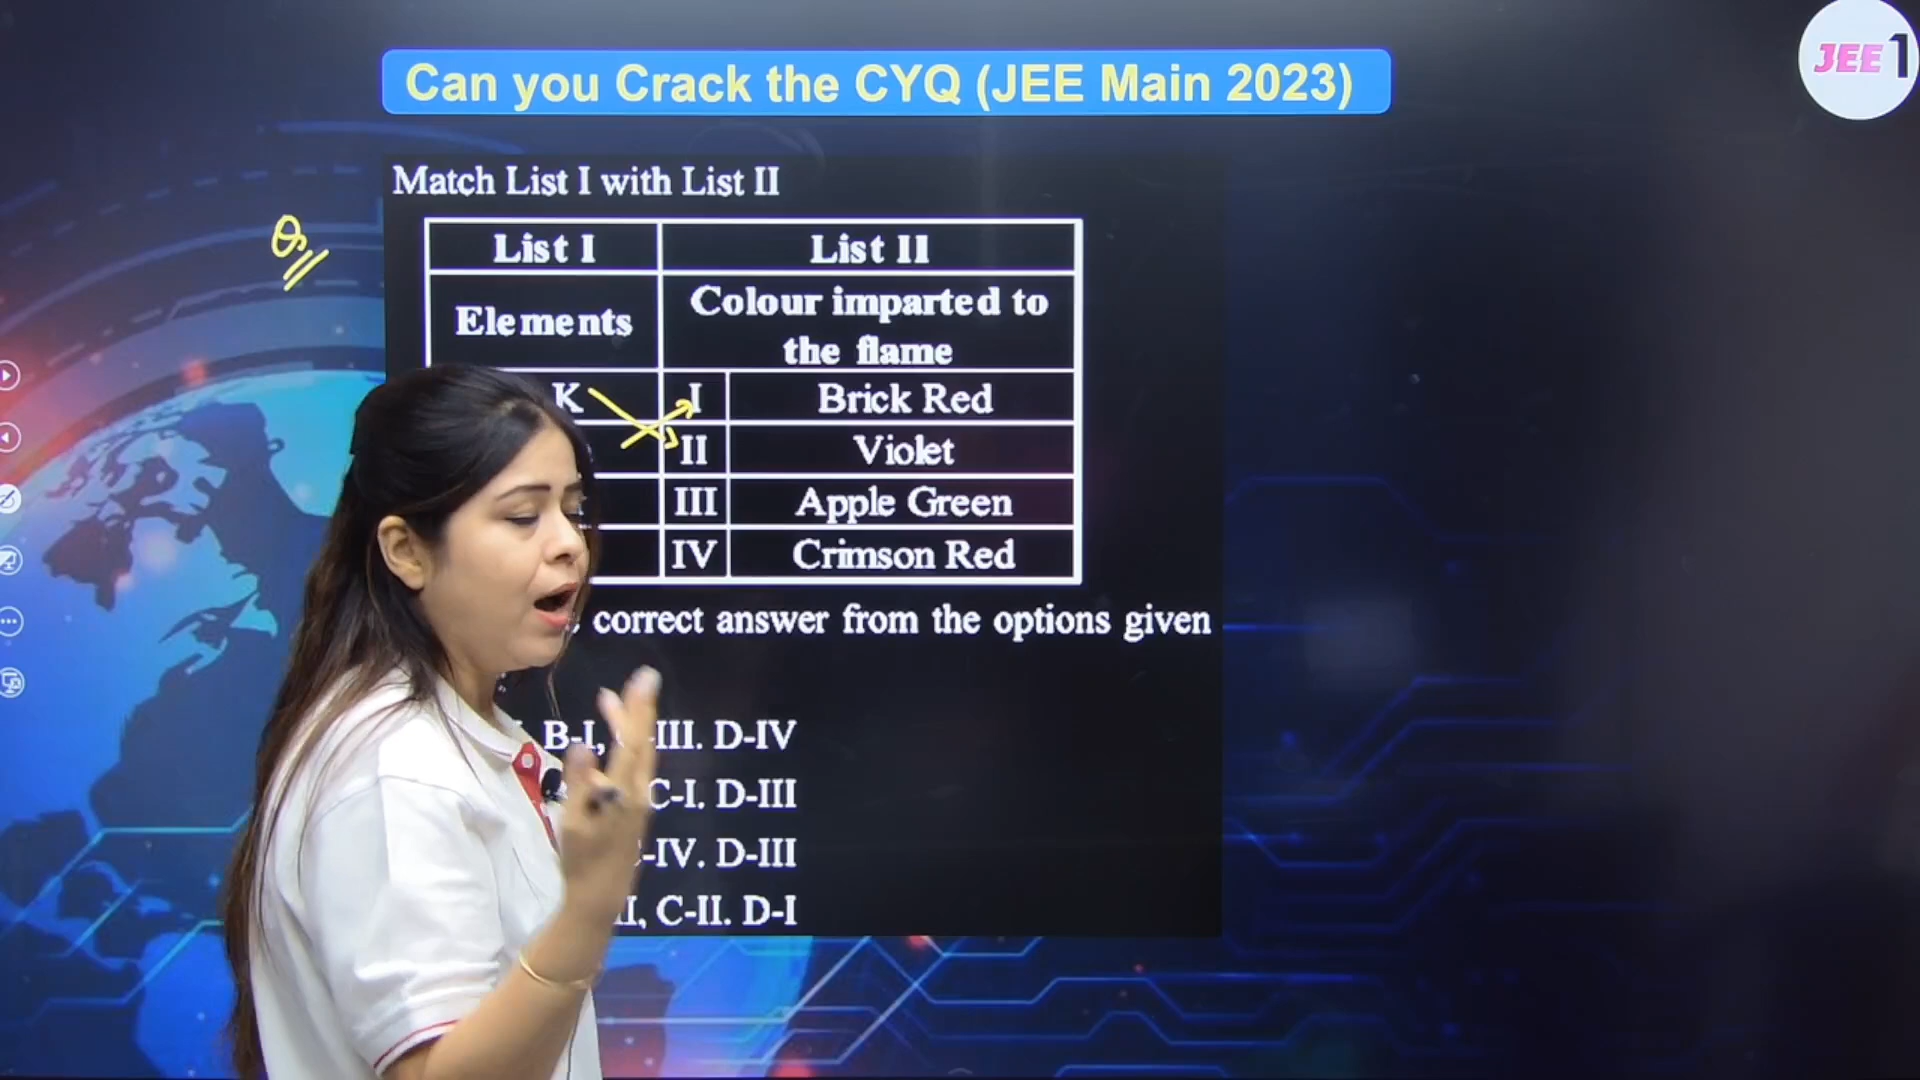 JEE 1
Can you Crack the CYQ (JEE Main 2023)
Match List I with List II
List I List II
Elements Colour imparted to
the flame
K I Brick Red
II Violet
III Apple Green
IV Crimson Red
correct answer from the options given
B-I, -III. D-IV
C-I. D-III
-IV. D-III
C-II. D-I